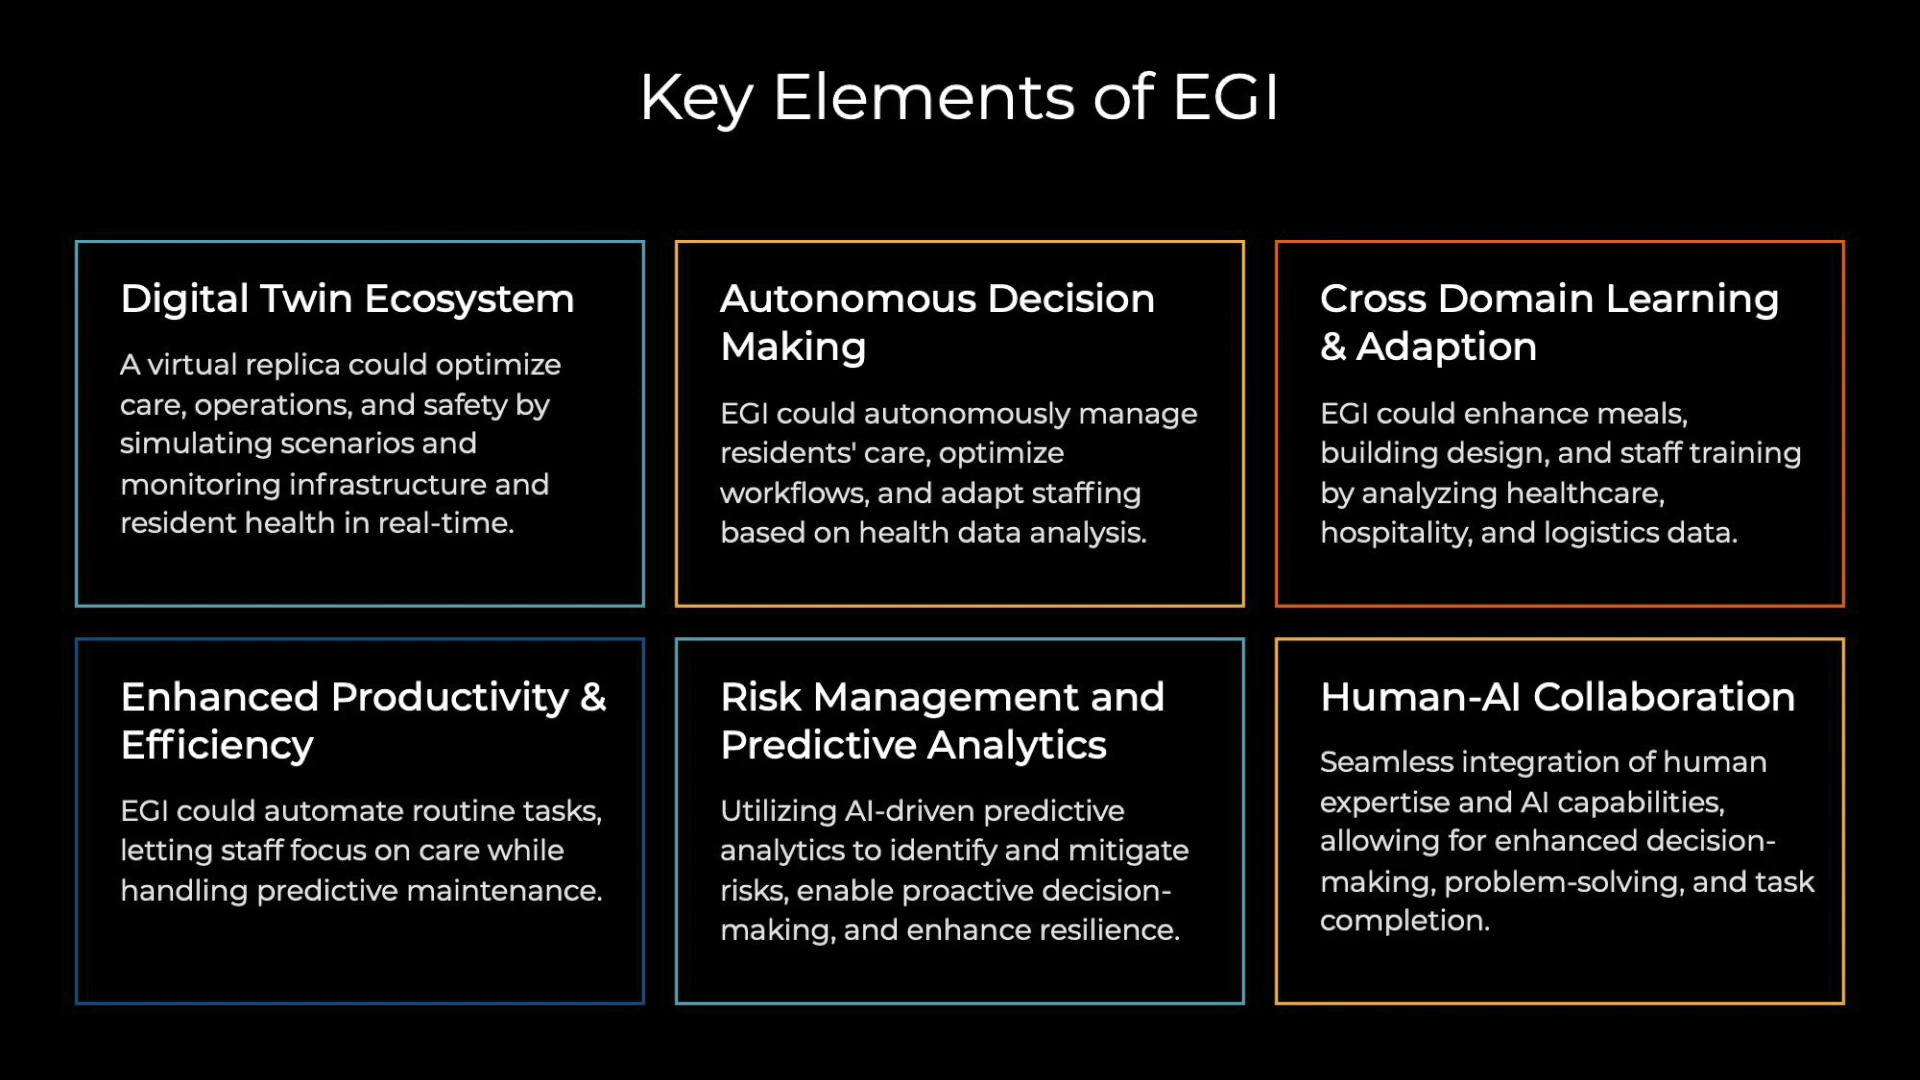 Key Elements of EGI
Digital Twin Ecosystem
A virtual replica could optimize
care, operations, and safety by
simulating scenarios and
monitoring infrastructure and
resident health in real-time.
Autonomous Decision
Making
EGI could autonomously manage
residents' care, optimize
workflows, and adapt staffing
based on health data analysis.
Cross Domain Learning
& Adaption
EGI could enhance meals,
building design, and staff training
by analyzing healthcare,
hospitality, and logistics data.
Enhanced Productivity &
Efficiency
EGI could automate routine tasks,
letting staff focus on care while
handling predictive maintenance.
Risk Management and
Predictive Analytics
Utilizing AI-driven predictive
analytics to identify and mitigate
risks, enable proactive decision-
making, and enhance resilience.
Human-AI Collaboration
Seamless integration of human
expertise and AI capabilities,
allowing for enhanced decision-
making, problem-solving, and task
completion.